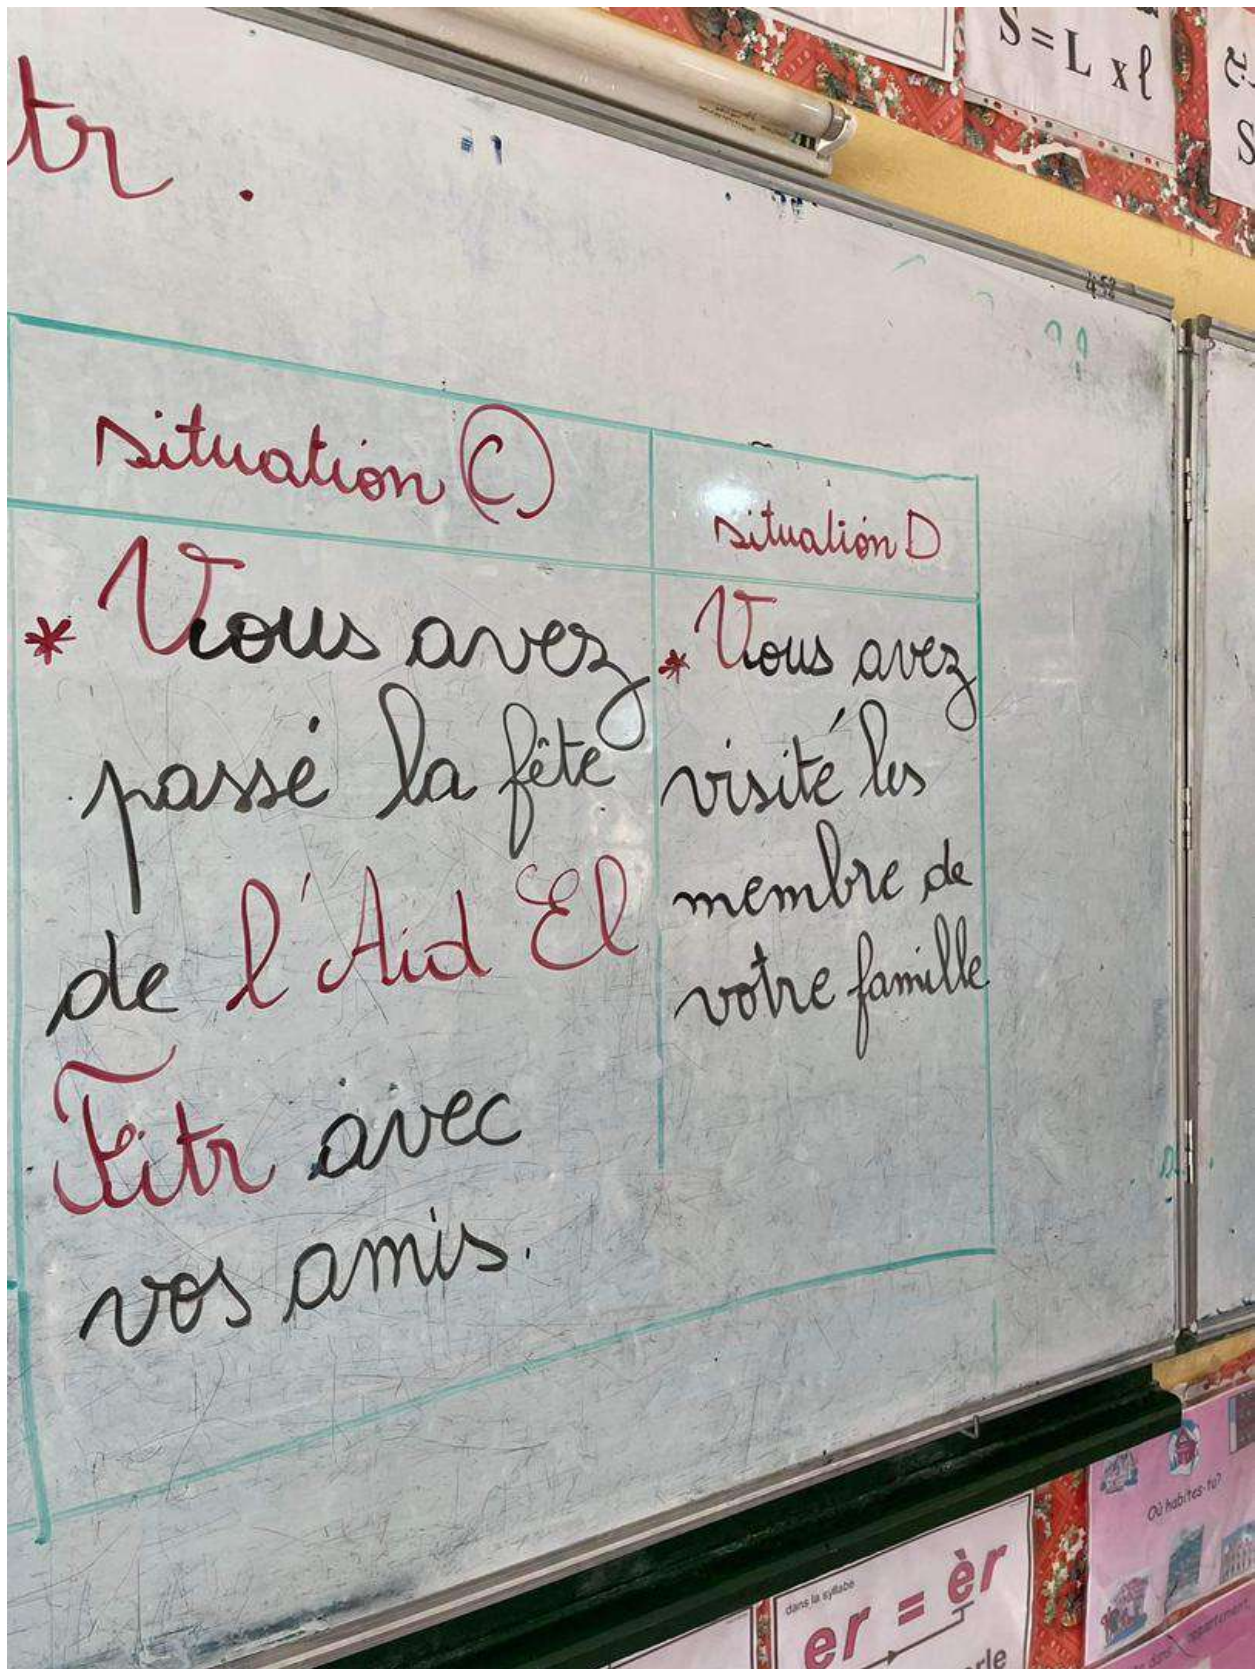 S = L x l
S
tr.
452
situation C
* Vous avez
passé la fête
de l'Aid El
Fitr avec
vos amis.
situation D
* Vous avez
visité les
membre de
votre famille
Où habites-tu?
dans la syllabe
er = èr